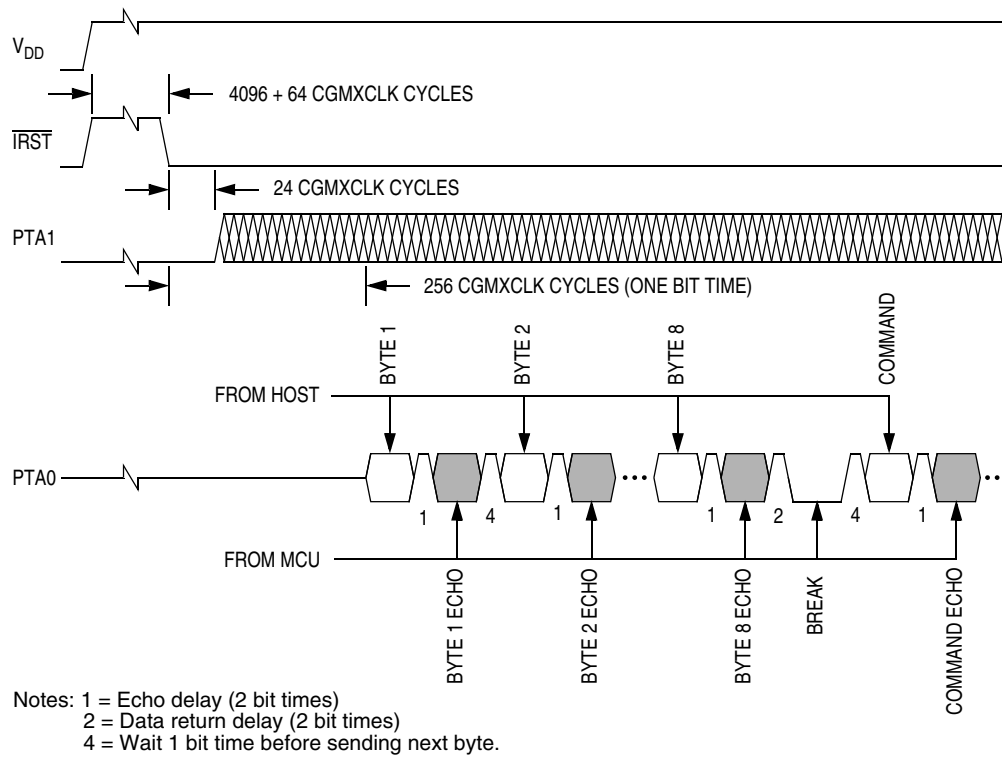 VDD
4096 + 64 CGMXCLK CYCLES
IRST
24 CGMXCLK CYCLES
PTA1
256 CGMXCLK CYCLES (ONE BIT TIME)
BYTE 1
BYTE 2
BYTE 8
COMMAND
FROM HOST
PTA0
1
4
1
1
2
4
1
FROM MCU
BYTE 1 ECHO
BYTE 2 ECHO
BYTE 8 ECHO
BREAK
COMMAND ECHO
Notes: 1 = Echo delay (2 bit times)
2 = Data return delay (2 bit times)
4 = Wait 1 bit time before sending next byte.